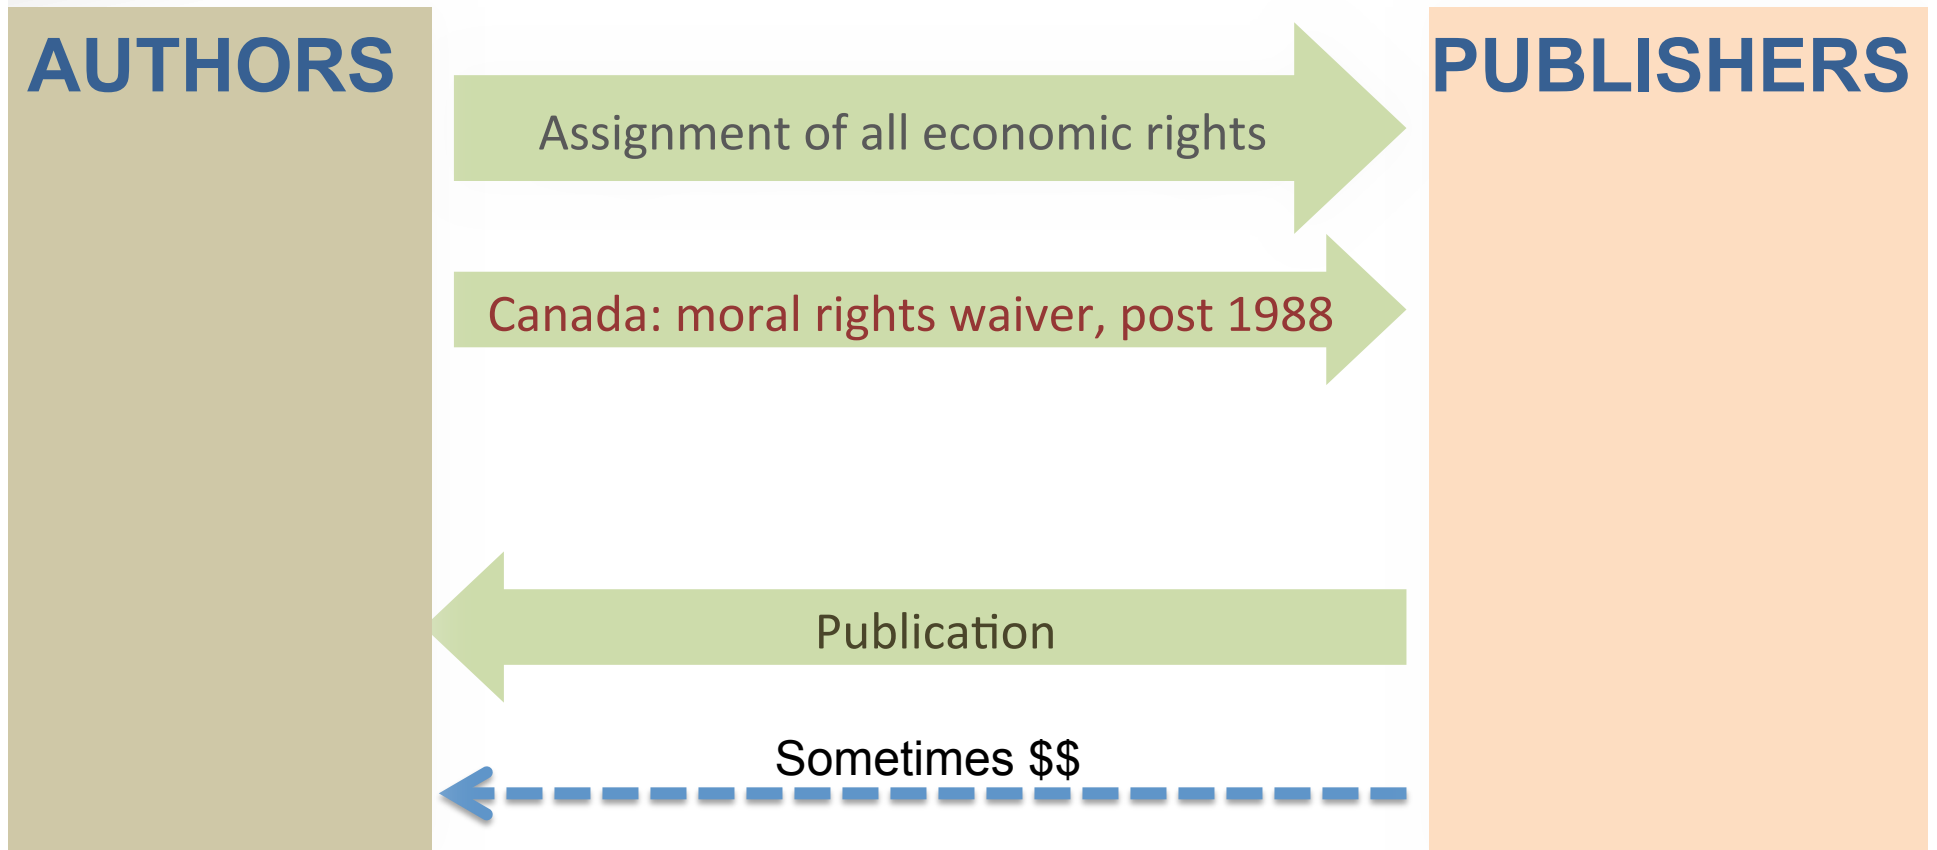 AUTHORS
PUBLISHERS
Assignment of all economic rights
Canada: moral rights waiver, post 1988
Publication
Sometimes $$